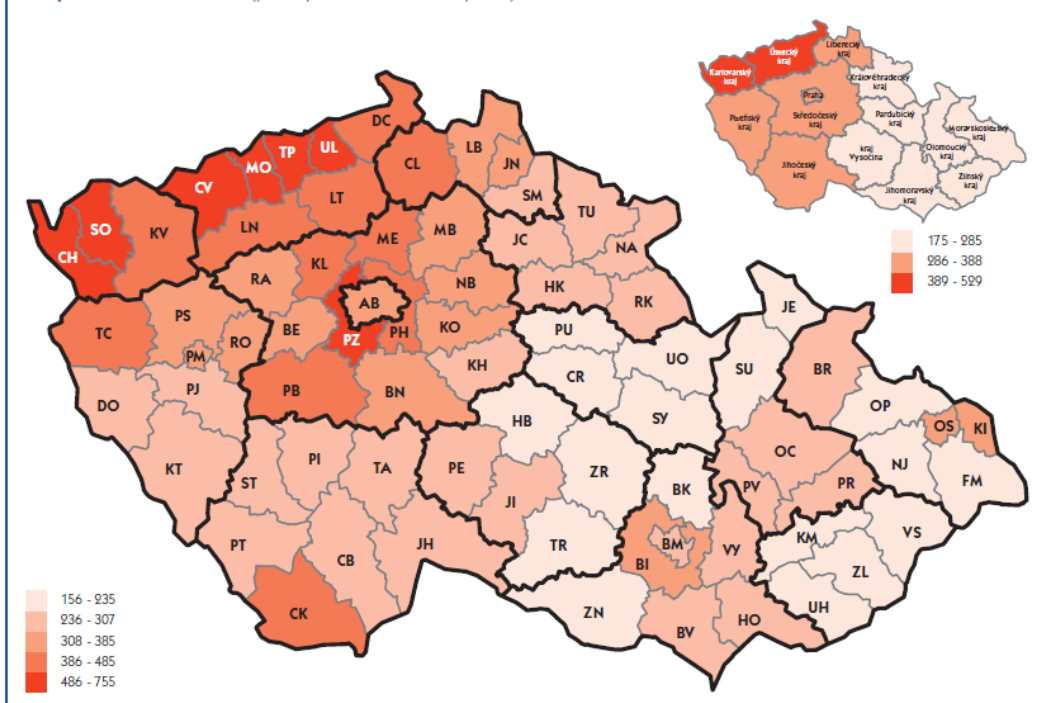 Ústecký
kraj
Liberecký
kraj
Karlovarský
kraj
Královéhradecký
kraj
Praha
Plzeňský
kraj
Středočeský
kraj
Pardubický
kraj
Moravskoslezský
kraj
kraj
Vysočina
Olomoucký
kraj
Jihočeský
kraj
Zlínský
kraj
Jihomoravský
kraj
175 - 285
286 - 388
389 - 529
DC
UL
TP
MO
CV
CL
LB
JN
SM
LT
TU
SO
KV
CH
LN
ME
MB
JC
NA
KL
RA
NB
HK
RK
AB
JE
TC
PS
BE
RO
PM
PZ
PH
KO
PU
UO
SU
BR
KH
CR
DO
PJ
PB
BN
OP
HB
SY
OS
KI
KT
ST
PI
TA
PE
ZR
OC
NJ
JI
BK
PV
PR
FM
PT
CB
JH
TR
BM
BI
VY
KM
VS
ZL
CK
ZN
BV
HO
UH
156 - 235
236 - 307
308 - 385
386 - 485
486 - 755